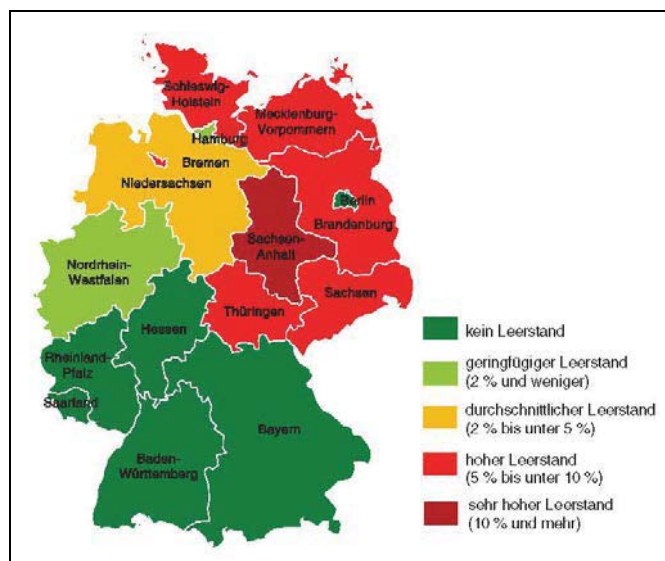 Schleswig-
Holstein
Mecklenburg-
Vorpommern
Hamburg
Bremen
Niedersachsen
Berlin
Brandenburg
Sachsen-
Anhalt
Nordrhein-
Westfalen
Sachsen
Thüringen
Hessen
Rheinland-
Pfalz
Saarland
Bayern
Baden-
Württemberg
kein Leerstand
geringfügiger Leerstand
(2 % und weniger)
durchschnittlicher Leerstand
(2 % bis unter 5 %)
hoher Leerstand
(5 % bis unter 10 %)
sehr hoher Leerstand
(10 % und mehr)